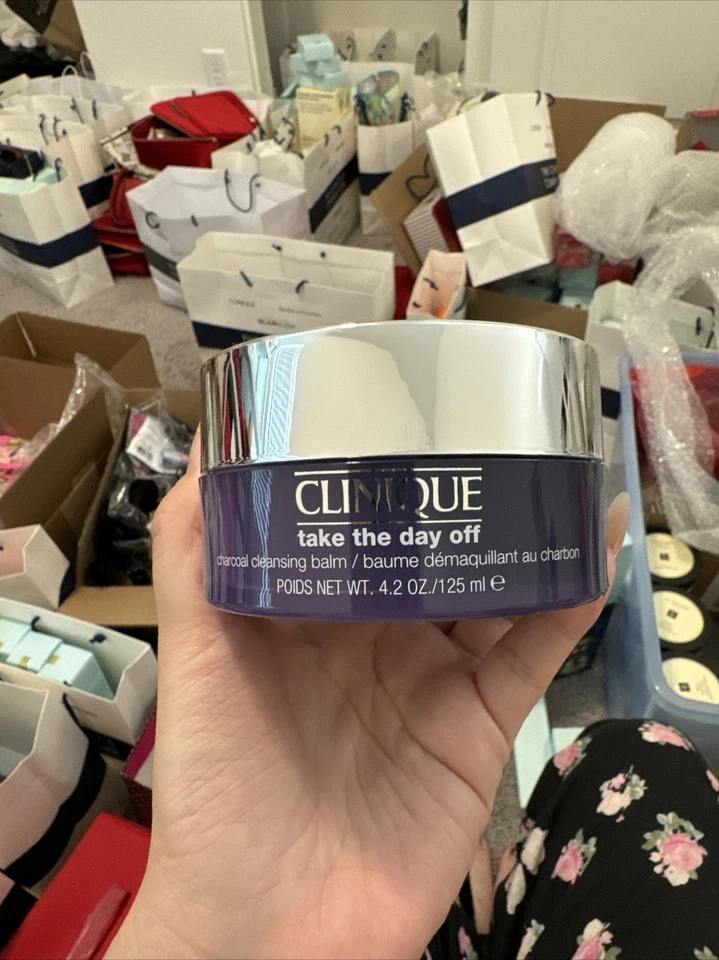 CLINIQUE
take the day off
charcoal cleansing balm / baume démaquillant au charbon
POIDS NET WT. 4.2 OZ./125 ml e
CLINIQUE